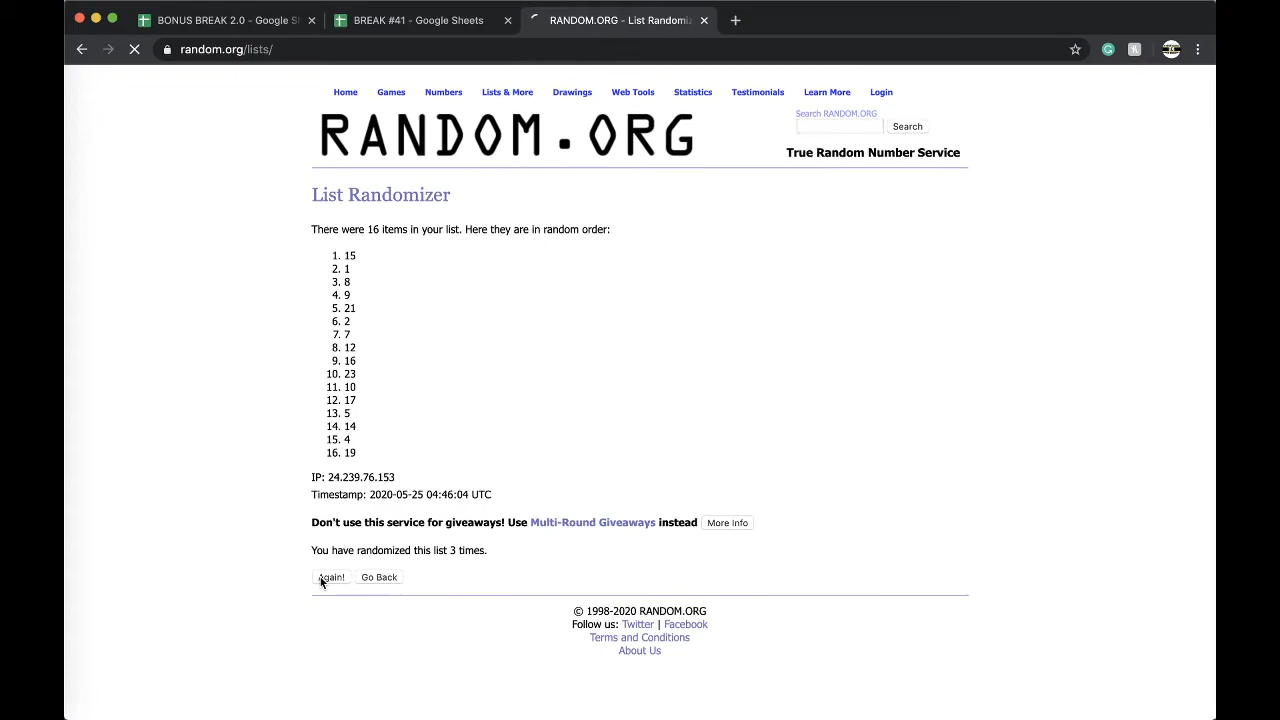 BONUS BREAK 2.0 - Google S
BREAK #41 - Google Sheets
RANDOM.ORG - List Randomiz
random.org/lists/
Home Games Numbers Lists & More Drawings Web Tools Statistics Testimonials Learn More Login
Search RANDOM.ORG
RANDOM.ORG
Search
True Random Number Service
List Randomizer
There were 16 items in your list. Here they are in random order:
1. 15
2. 1
3. 8
4. 9
5. 21
6. 2
7. 7
8. 12
9. 16
10. 23
11. 10
12. 17
13. 5
14. 14
15. 4
16. 19
IP: 24.239.76.153
Timestamp: 2020-05-25 04:46:04 UTC
Don't use this service for giveaways! Use Multi-Round Giveaways instead More Info
You have randomized this list 3 times.
Again! Go Back
© 1998-2020 RANDOM.ORG
Follow us: Twitter | Facebook
Terms and Conditions
About Us